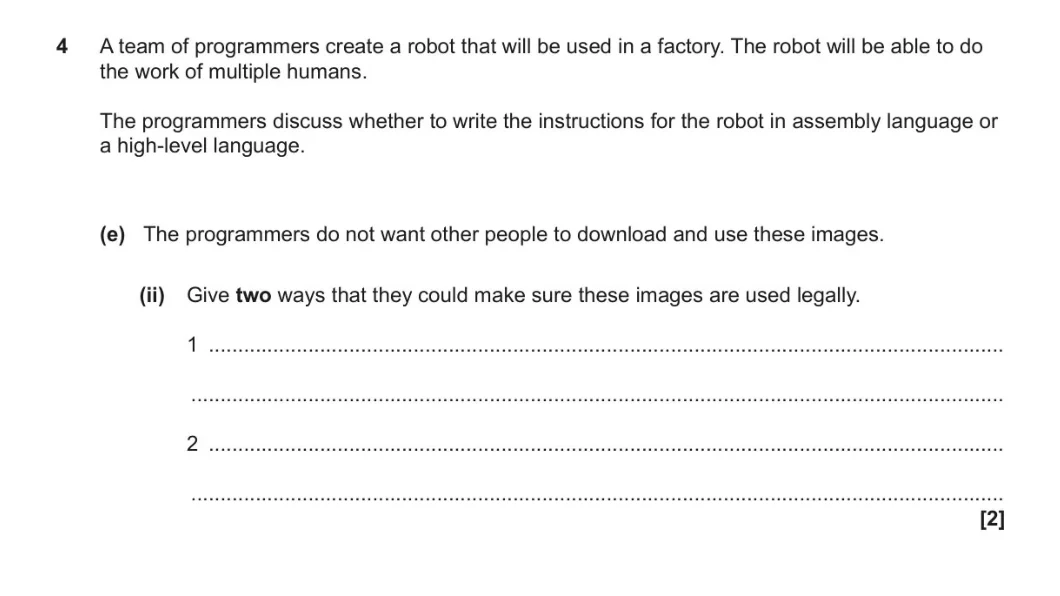 4 A team of programmers create a robot that will be used in a factory. The robot will be able to do
the work of multiple humans.
The programmers discuss whether to write the instructions for the robot in assembly language or
a high-level language.
(e) The programmers do not want other people to download and use these images.
(ii) Give two ways that they could make sure these images are used legally.
1 ................................................................
................................................................
2 ................................................................
................................................................
[2]